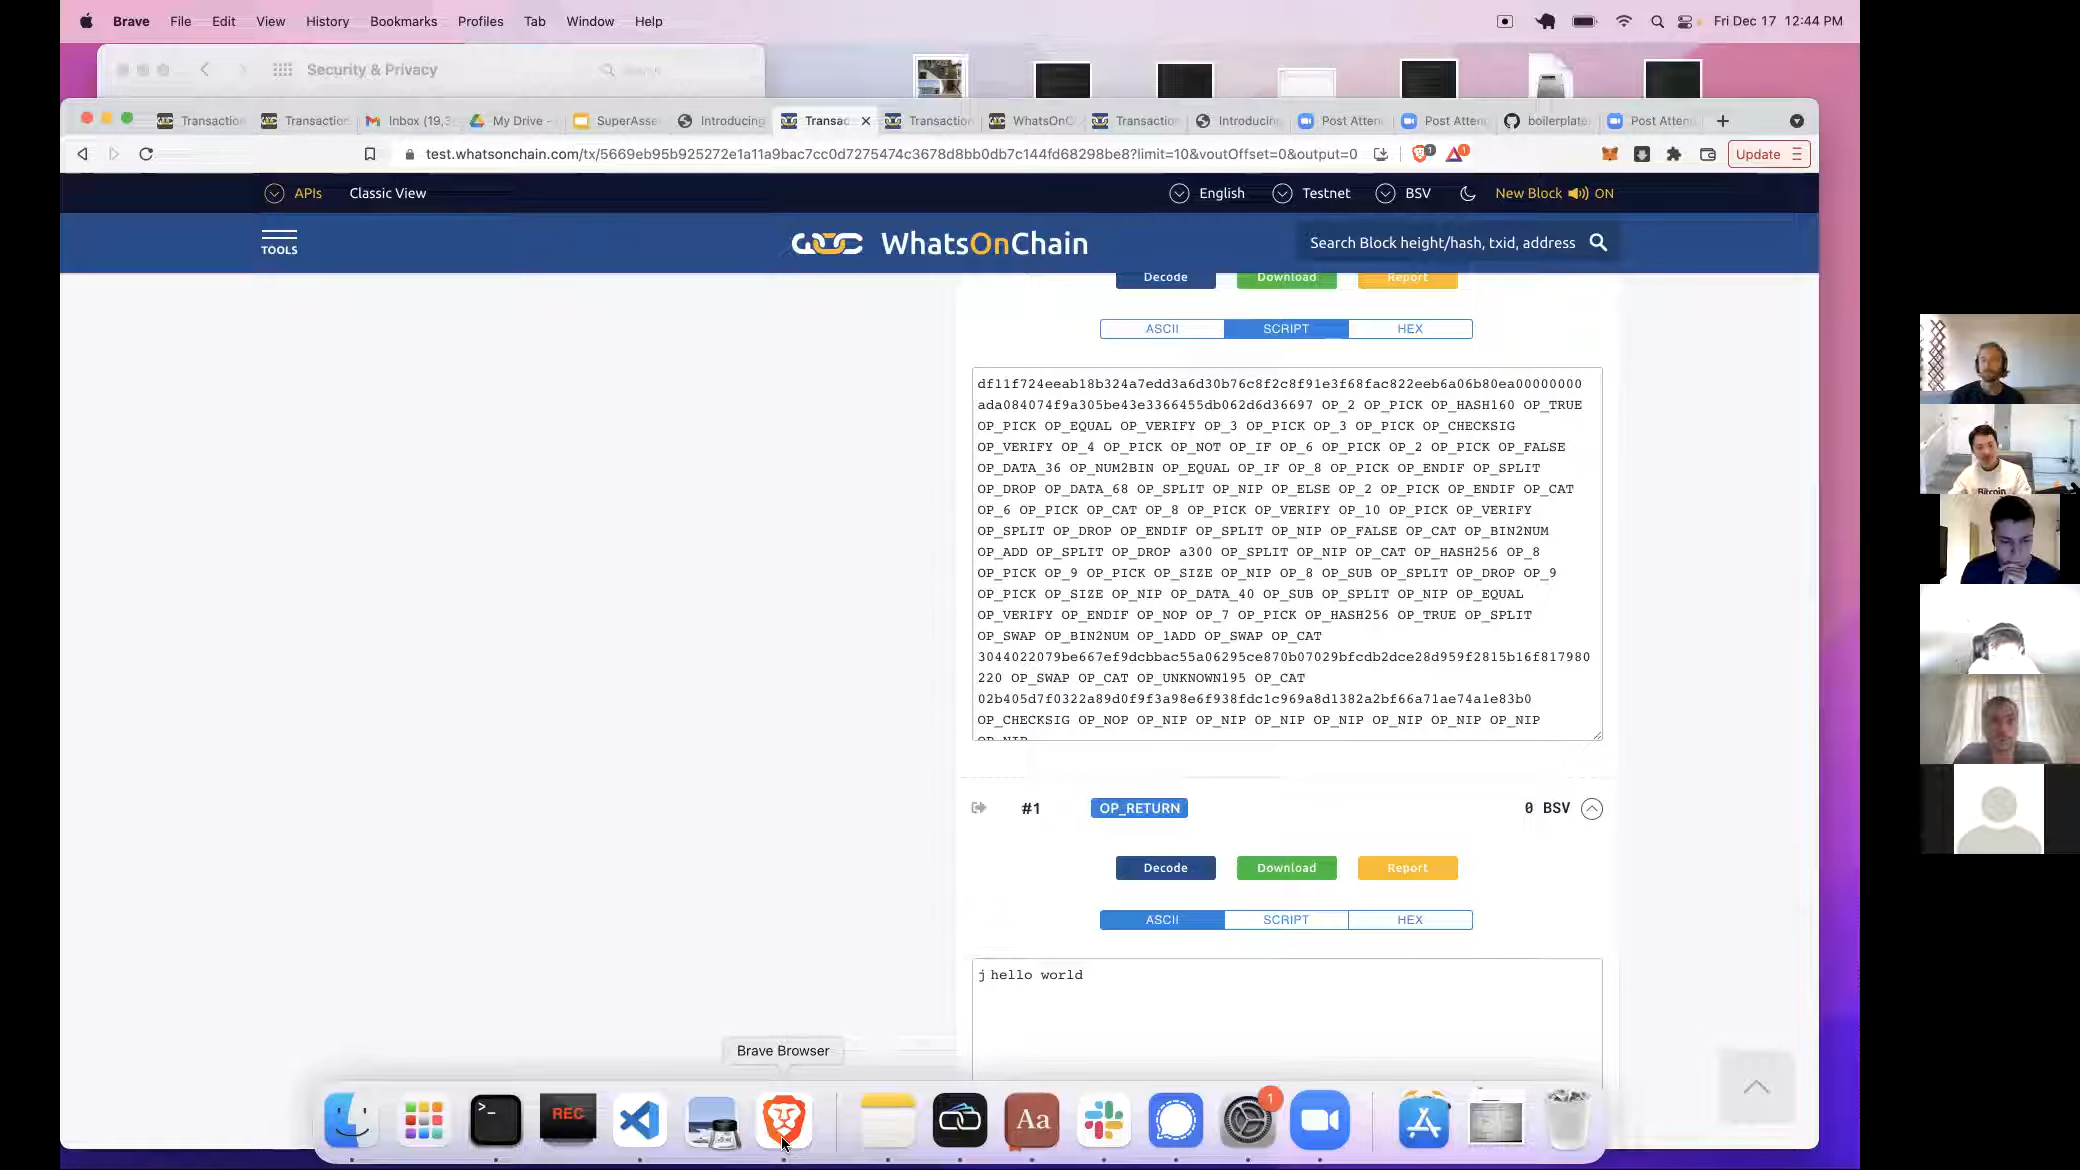 Brave File Edit View History Bookmarks Profiles Tab Window Help
Fri Dec 17 12:44 PM
Security & Privacy
Search
Transaction
Transaction
Inbox (19,3
My Drive -
SuperAsse
Introducing
Transac
Transaction
WhatsOnC
Transaction
Introducin
Post Atten
Post Atten
boilerplate
Post Atten
test.whatsonchain.com/tx/5669eb95b925272e1a11a9bac7cc0d7275474c3678d8bb0db7c144fd68298be8?limit=10&voutOffset=0&output=0
1
1
Update
APIs Classic View English Testnet BSV New Block ON
TOOLS
WhatsOnChain
Search Block height/hash, txid, address
Decode Download Report
ASCII SCRIPT HEX
df11f724eeab18b324a7edd3a6d30b76c8f2c8f91e3f68fac822eeb6a06b80ea00000000
ada084074f9a305be43e3366455db062d6d36697 OP_2 OP_PICK OP_HASH160 OP_TRUE
OP_PICK OP_EQUAL OP_VERIFY OP_3 OP_PICK OP_3 OP_PICK OP_CHECKSIG
OP_VERIFY OP_4 OP_PICK OP_NOT OP_IF OP_6 OP_PICK OP_2 OP_PICK OP_FALSE
OP_DATA_36 OP_NUM2BIN OP_EQUAL OP_IF OP_8 OP_PICK OP_ENDIF OP_SPLIT
OP_DROP OP_DATA_68 OP_SPLIT OP_NIP OP_ELSE OP_2 OP_PICK OP_ENDIF OP_CAT
OP_6 OP_PICK OP_CAT OP_8 OP_PICK OP_VERIFY OP_10 OP_PICK OP_VERIFY
OP_SPLIT OP_DROP OP_ENDIF OP_SPLIT OP_NIP OP_FALSE OP_CAT OP_BIN2NUM
OP_ADD OP_SPLIT OP_DROP a300 OP_SPLIT OP_NIP OP_CAT OP_HASH256 OP_8
OP_PICK OP_9 OP_PICK OP_SIZE OP_NIP OP_8 OP_SUB OP_SPLIT OP_DROP OP_9
OP_PICK OP_SIZE OP_NIP OP_DATA_40 OP_SUB OP_SPLIT OP_NIP OP_EQUAL
OP_VERIFY OP_ENDIF OP_NOP OP_7 OP_PICK OP_HASH256 OP_TRUE OP_SPLIT
OP_SWAP OP_BIN2NUM OP_1ADD OP_SWAP OP_CAT
3044022079be667ef9dcbbac55a06295ce870b07029bfcdb2dce28d959f2815b16f817980
220 OP_SWAP OP_CAT OP_UNKNOWN195 OP_CAT
02b405d7f0322a89d0f9f3a98e6f938fdc1c969a8d1382a2bf66a71ae74a1e83b0
OP_CHECKSIG OP_NOP OP_NIP OP_NIP OP_NIP OP_NIP OP_NIP OP_NIP OP_NIP
OP_NIP
#1 OP_RETURN 0 BSV
Decode Download Report
ASCII SCRIPT HEX
j hello world
Brave Browser
REC
Aa
1
Bitcoin